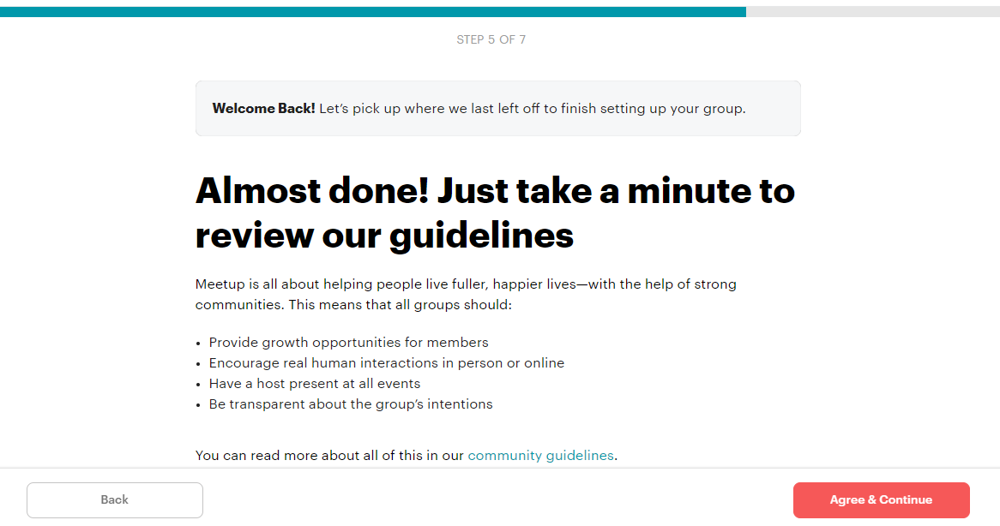 STEP 5 OF 7
Welcome Back! Let’s pick up where we last left off to finish setting up your group.
Almost done! Just take a minute to
review our guidelines
Meetup is all about helping people live fuller, happier lives—with the help of strong
communities. This means that all groups should:
• Provide growth opportunities for members
• Encourage real human interactions in person or online
• Have a host present at all events
• Be transparent about the group’s intentions
You can read more about all of this in our community guidelines.
Back
Agree & Continue